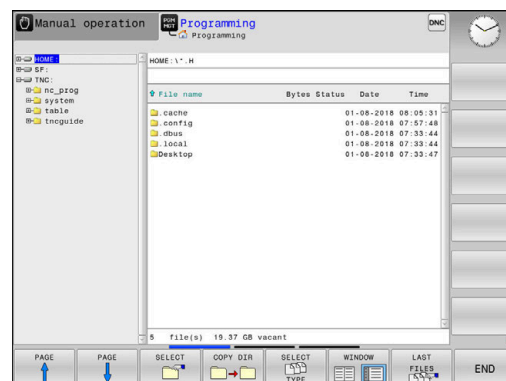 Manual operation
PGM
MGT
Programming
Programming
DNC
HOME:
SF:
TNC:
nc_prog
system
table
tncguide
HOME:\*.H
File name Bytes Status Date Time
.cache 01-08-2018 08:05:31
.config 01-08-2018 07:57:48
.dbus 01-08-2018 07:33:44
.local 01-08-2018 07:33:44
Desktop 01-08-2018 07:33:47
5 file(s) 19.37 GB vacant
PAGE
PAGE
SELECT
COPY DIR
SELECT
TYPE
WINDOW
LAST
FILES
END